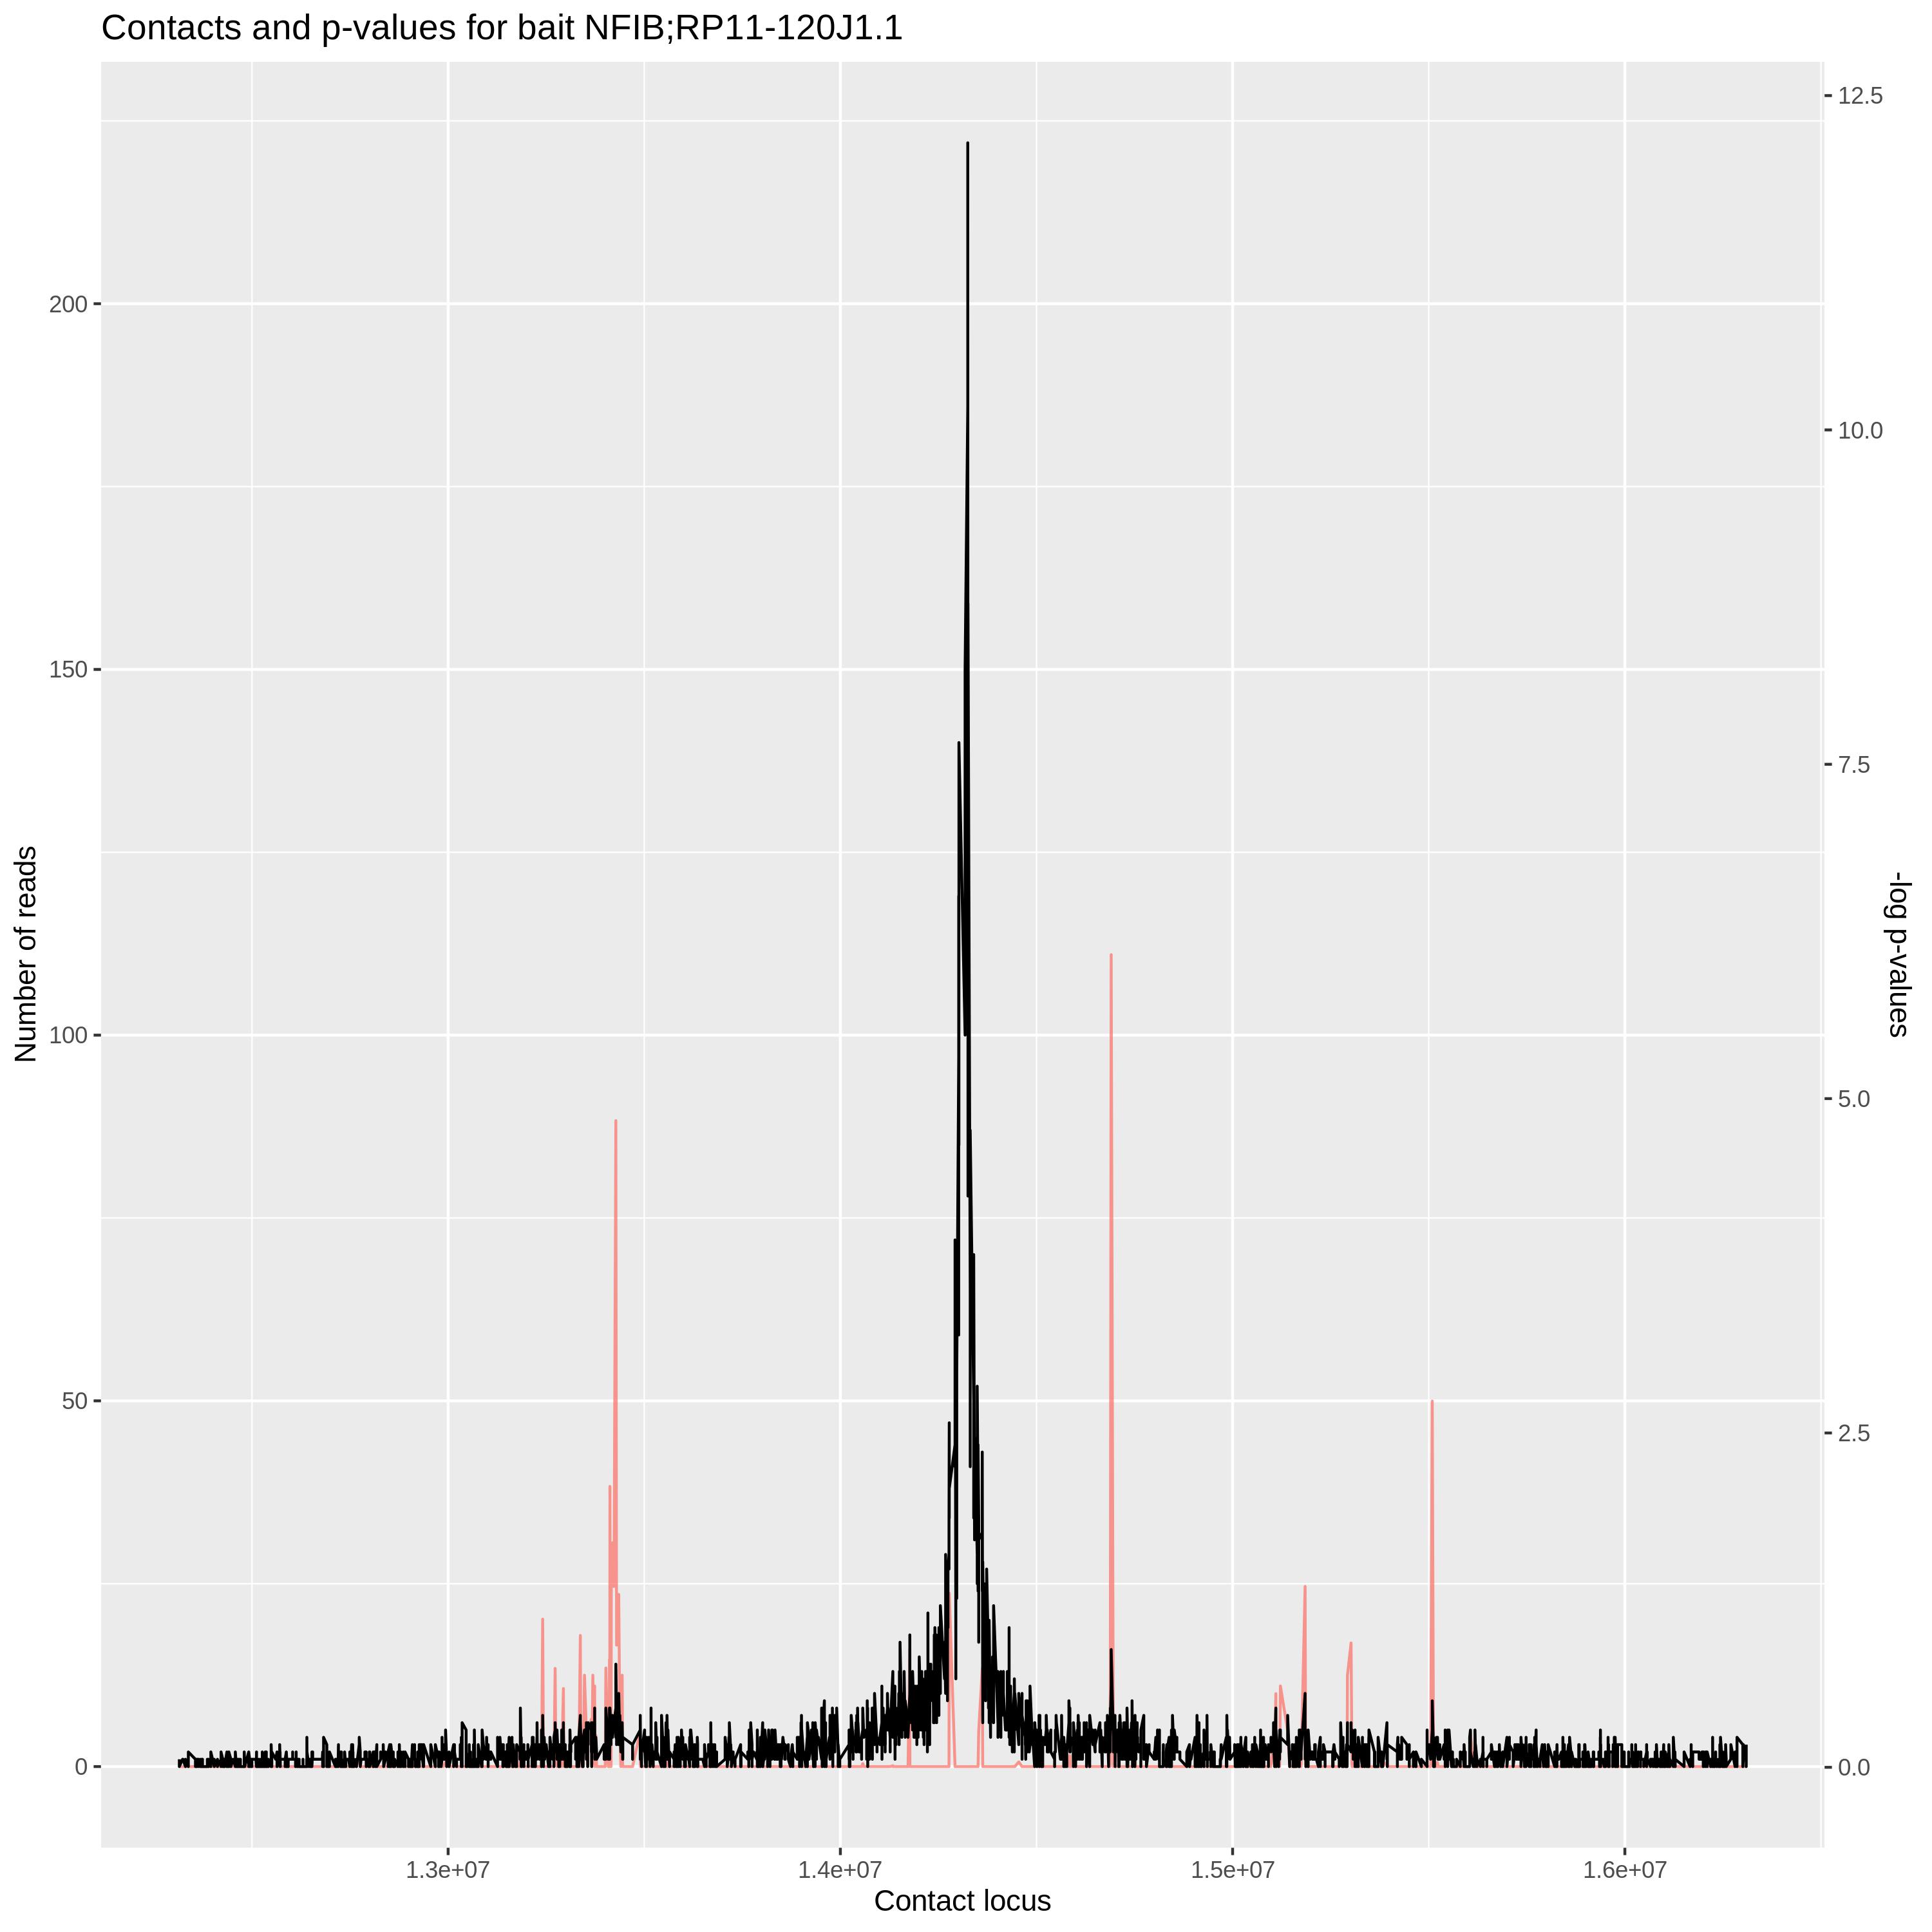 Contacts and p-values for bait NFIB;RP11-120J1.1
Number of reads
200
150
100
50
0
12.5
10.0
7.5
5.0
2.5
0.0
-log p-values
1.3e+07
1.4e+07
1.5e+07
1.6e+07
Contact locus